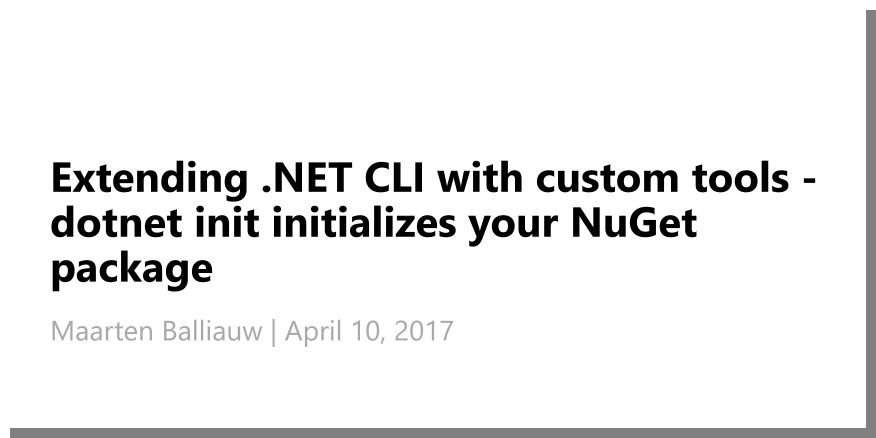 Extending .NET CLI with custom tools -
dotnet init initializes your NuGet
package
Maarten Balliauw | April 10, 2017